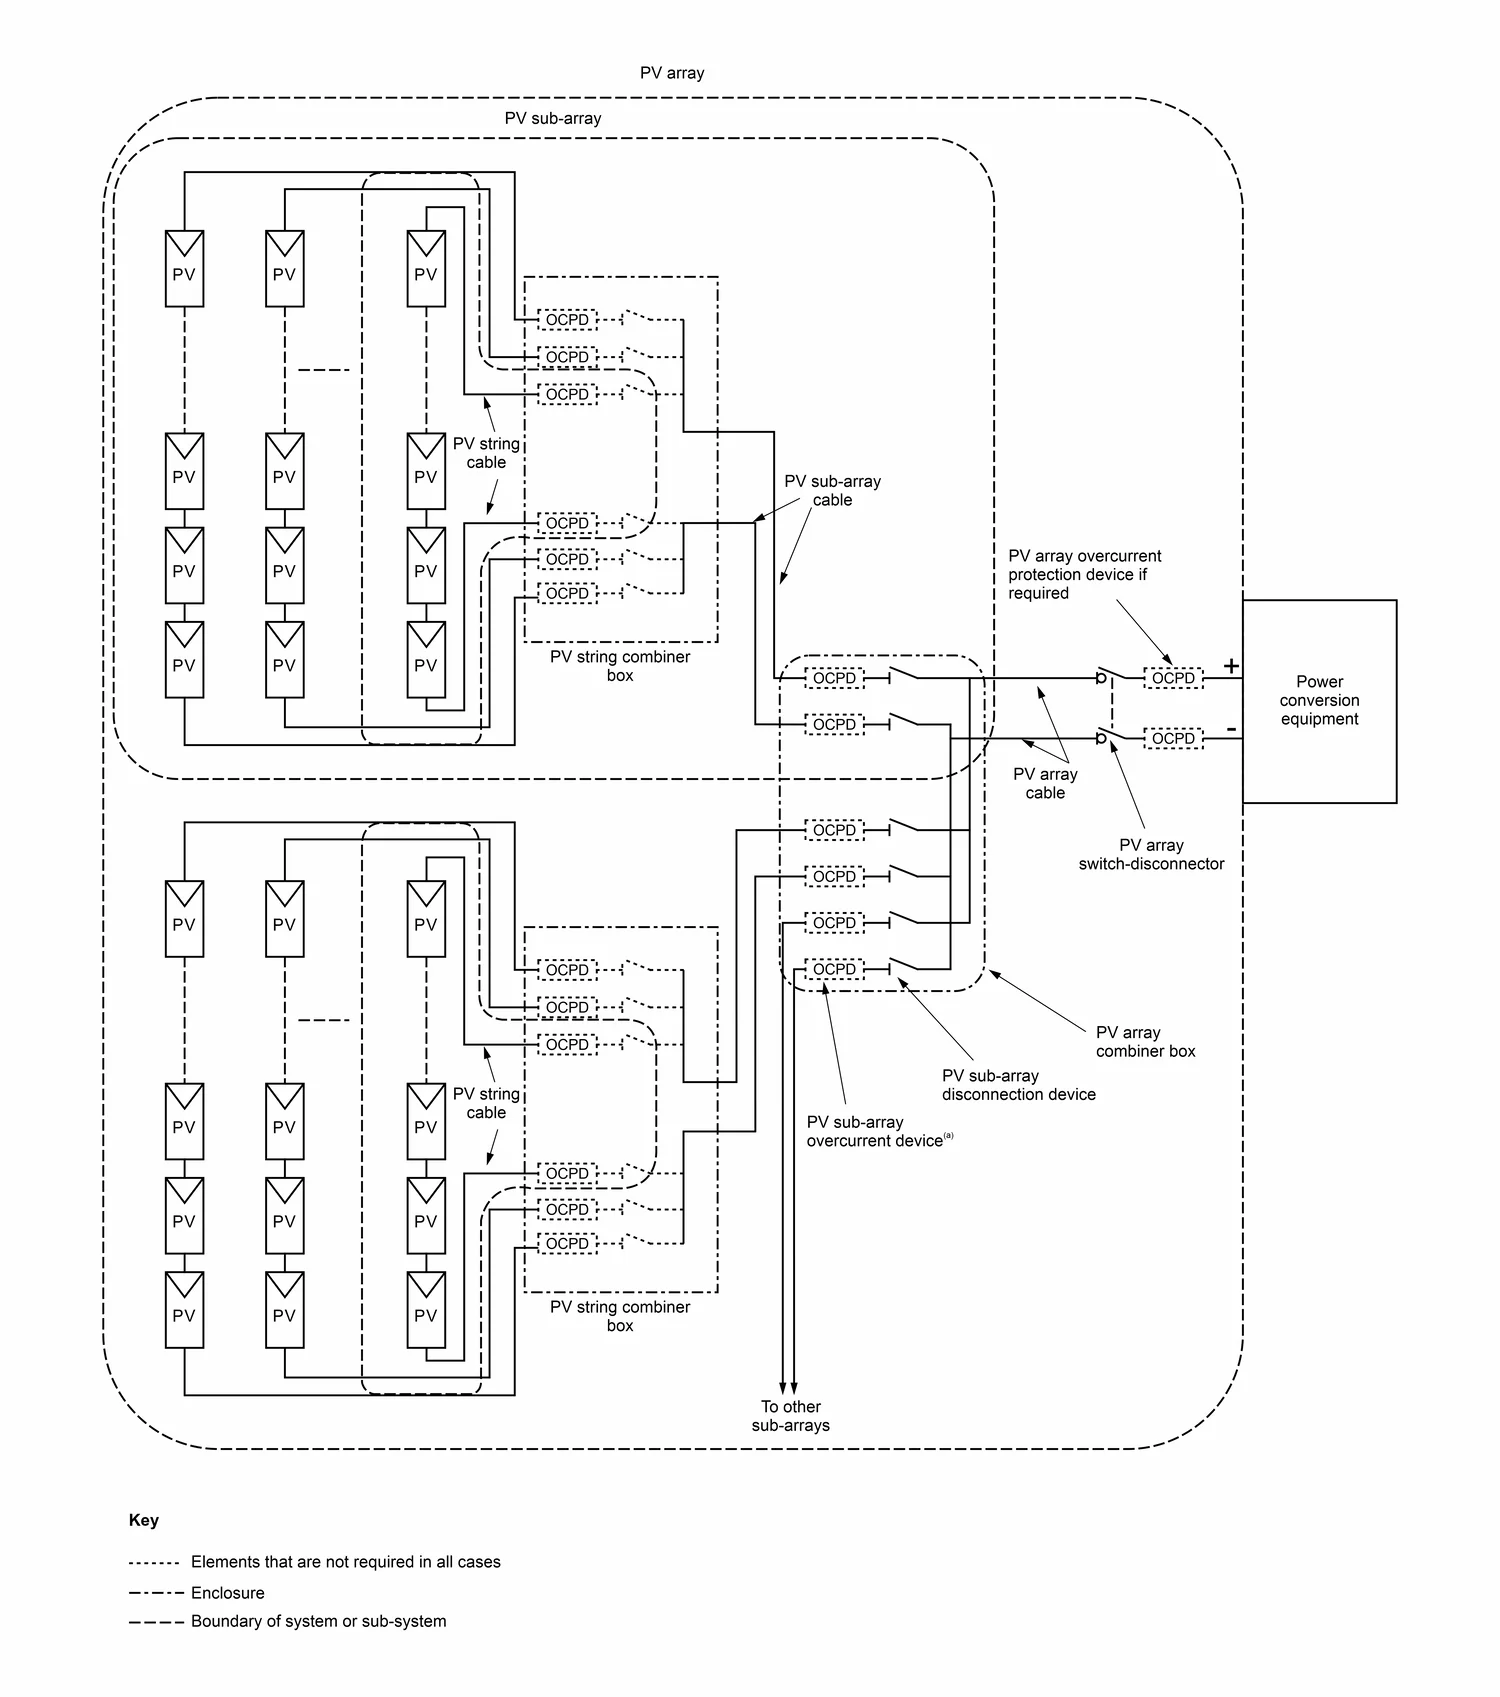 PV array
PV sub-array
PV
PV
PV
OCPD
OCPD
OCPD
PV string
cable
PV
PV
PV
PV sub-array
cable
OCPD
OCPD
OCPD
PV
PV
PV
PV
PV
PV
PV string combiner
box
PV array overcurrent
protection device if
required
OCPD
OCPD
OCPD
OCPD
+
-
Power
conversion
equipment
PV array
cable
PV array
switch-disconnector
OCPD
OCPD
OCPD
OCPD
PV array
combiner box
PV sub-array
disconnection device
PV sub-array
overcurrent device(a)
PV
PV
PV
OCPD
OCPD
OCPD
PV string
cable
PV
PV
PV
OCPD
OCPD
OCPD
PV
PV
PV
PV
PV
PV
PV string combiner
box
To other
sub-arrays
Key
Elements that are not required in all cases
Enclosure
Boundary of system or sub-system